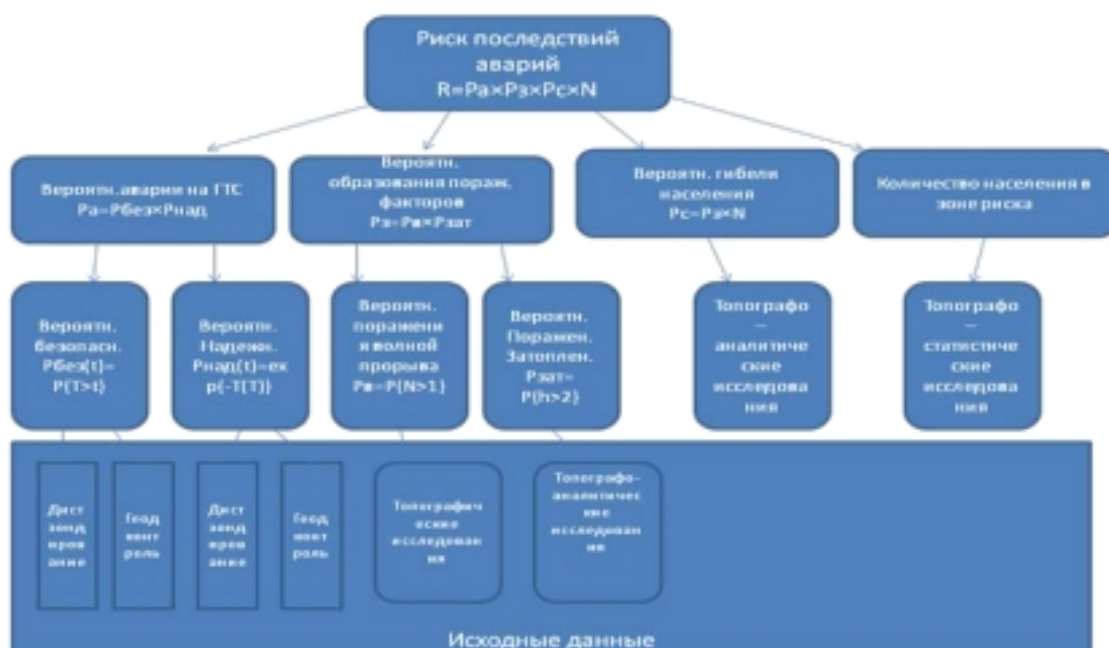 Риск последствий
аварий
R=Pa×Pз×Pс×N
Вероятн.аварии на ГТС
Pa=Pбез×Pнад
Вероятн.
образования пораж.
факторов
Pз=Pв×Pзат
Вероятн. гибели
населения
Pс=Pз×N
Количество населения в
зоне риска
Вероятн.
безопасн.
Pбез(t)=
P{T>t}
Вероятн.
Надежн.
Pнад(t)=ex
p{-T(T)}
Вероятн.
поражени
я волной
прорыва
Pв=P{N>1}
Вероятн.
Поражен.
Затоплен.
Pзат=
P{h>2}
Топографо
–
аналитиче
ские
исследова
ния
Топографо
–
статистиче
ские
исследова
ния
Дист
зонд
иров
ание
Геод
конт
роль
Дист
зонд
иров
ание
Геод
конт
роль
Топографич
еские
исследован
ия
Топографо-
аналитичес
кие
исследован
ия
Исходные данные